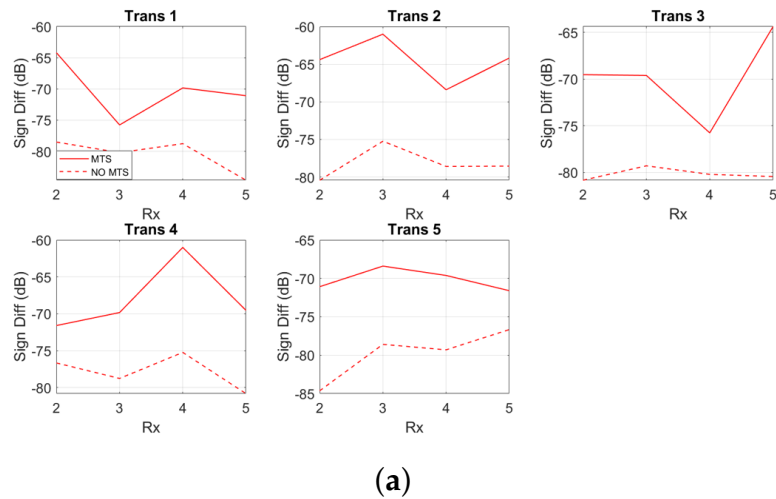 Trans 1
Sign Diff (dB)
-60
-65
-70
-75
-80
MTS
NO MTS
2 3 4 5
Rx
Trans 2
Sign Diff (dB)
-60
-65
-70
-75
-80
2 3 4 5
Rx
Trans 3
Sign Diff (dB)
-65
-70
-75
-80
2 3 4 5
Rx
Trans 4
Sign Diff (dB)
-60
-65
-70
-75
-80
2 3 4 5
Rx
Trans 5
Sign Diff (dB)
-65
-70
-75
-80
-85
2 3 4 5
Rx
(a)